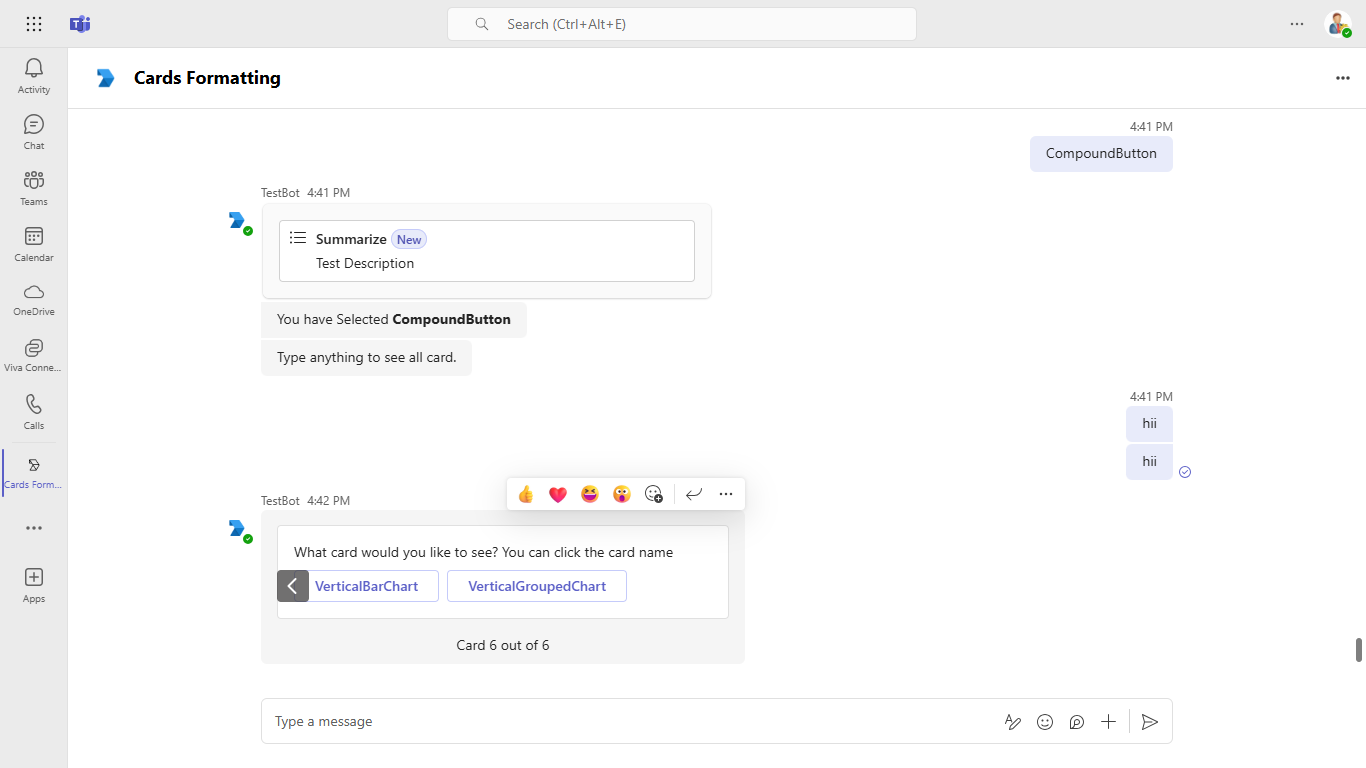 Search (Ctrl+Alt+E)
Activity
Chat
Teams
Calendar
OneDrive
Viva Conne...
Calls
Cards Form...
Apps
Cards Formatting
4:41 PM
CompoundButton
TestBot 4:41 PM
Summarize New
Test Description
You have Selected CompoundButton
Type anything to see all card.
4:41 PM
hii
hii
TestBot 4:42 PM
What card would you like to see? You can click the card name
VerticalBarChart VerticalGroupedChart
Card 6 out of 6
Type a message